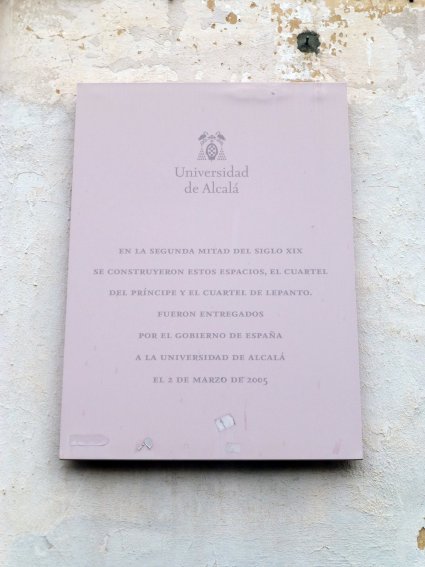 Universidad
de Alcalá
EN LA SEGUNDA MITAD DEL SIGLO XIX
SE CONSTRUYERON ESTOS ESPACIOS, EL CUARTEL
DEL PRÍNCIPE Y EL CUARTEL DE LEPANTO.
FUERON ENTREGADOS
POR EL GOBIERNO DE ESPAÑA
A LA UNIVERSIDAD DE ALCALÁ
EL 2 DE MARZO DE 2005